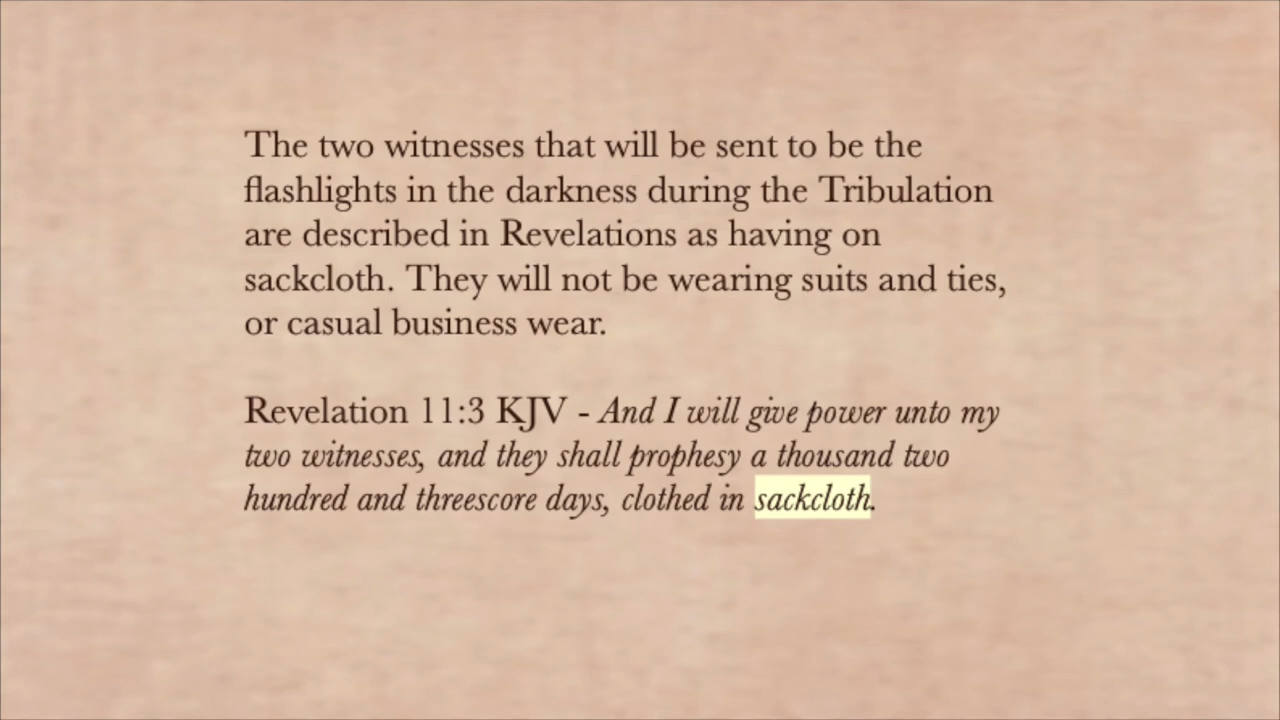 The two witnesses that will be sent to be the
flashlights in the darkness during the Tribulation
are described in Revelations as having on
sackcloth. They will not be wearing suits and ties,
or casual business wear.
Revelation 11:3 KJV - And I will give power unto my
two witnesses, and they shall prophesy a thousand two
hundred and threescore days, clothed in sackcloth.